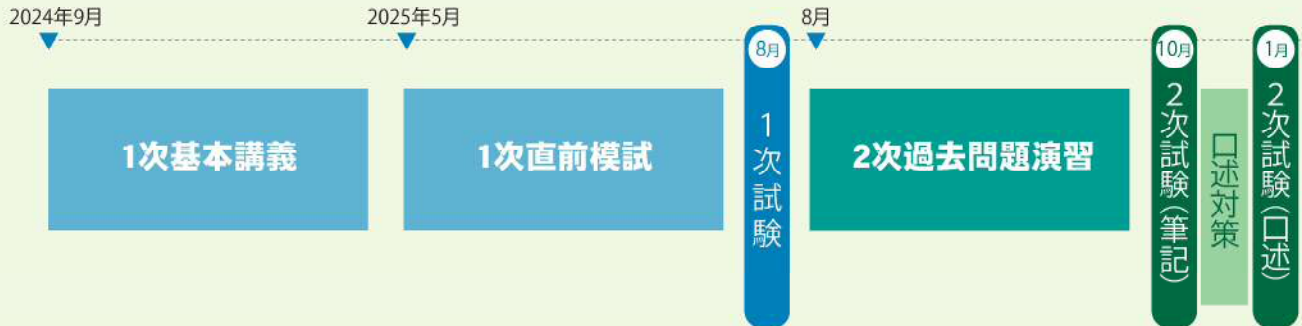 2024年9月
2025年5月
8月
8月
10月
1月
1次基本講義
1次直前模試
1次試験
2次過去問題演習
2次試験(筆記)
口述対策
2次試験(口述)